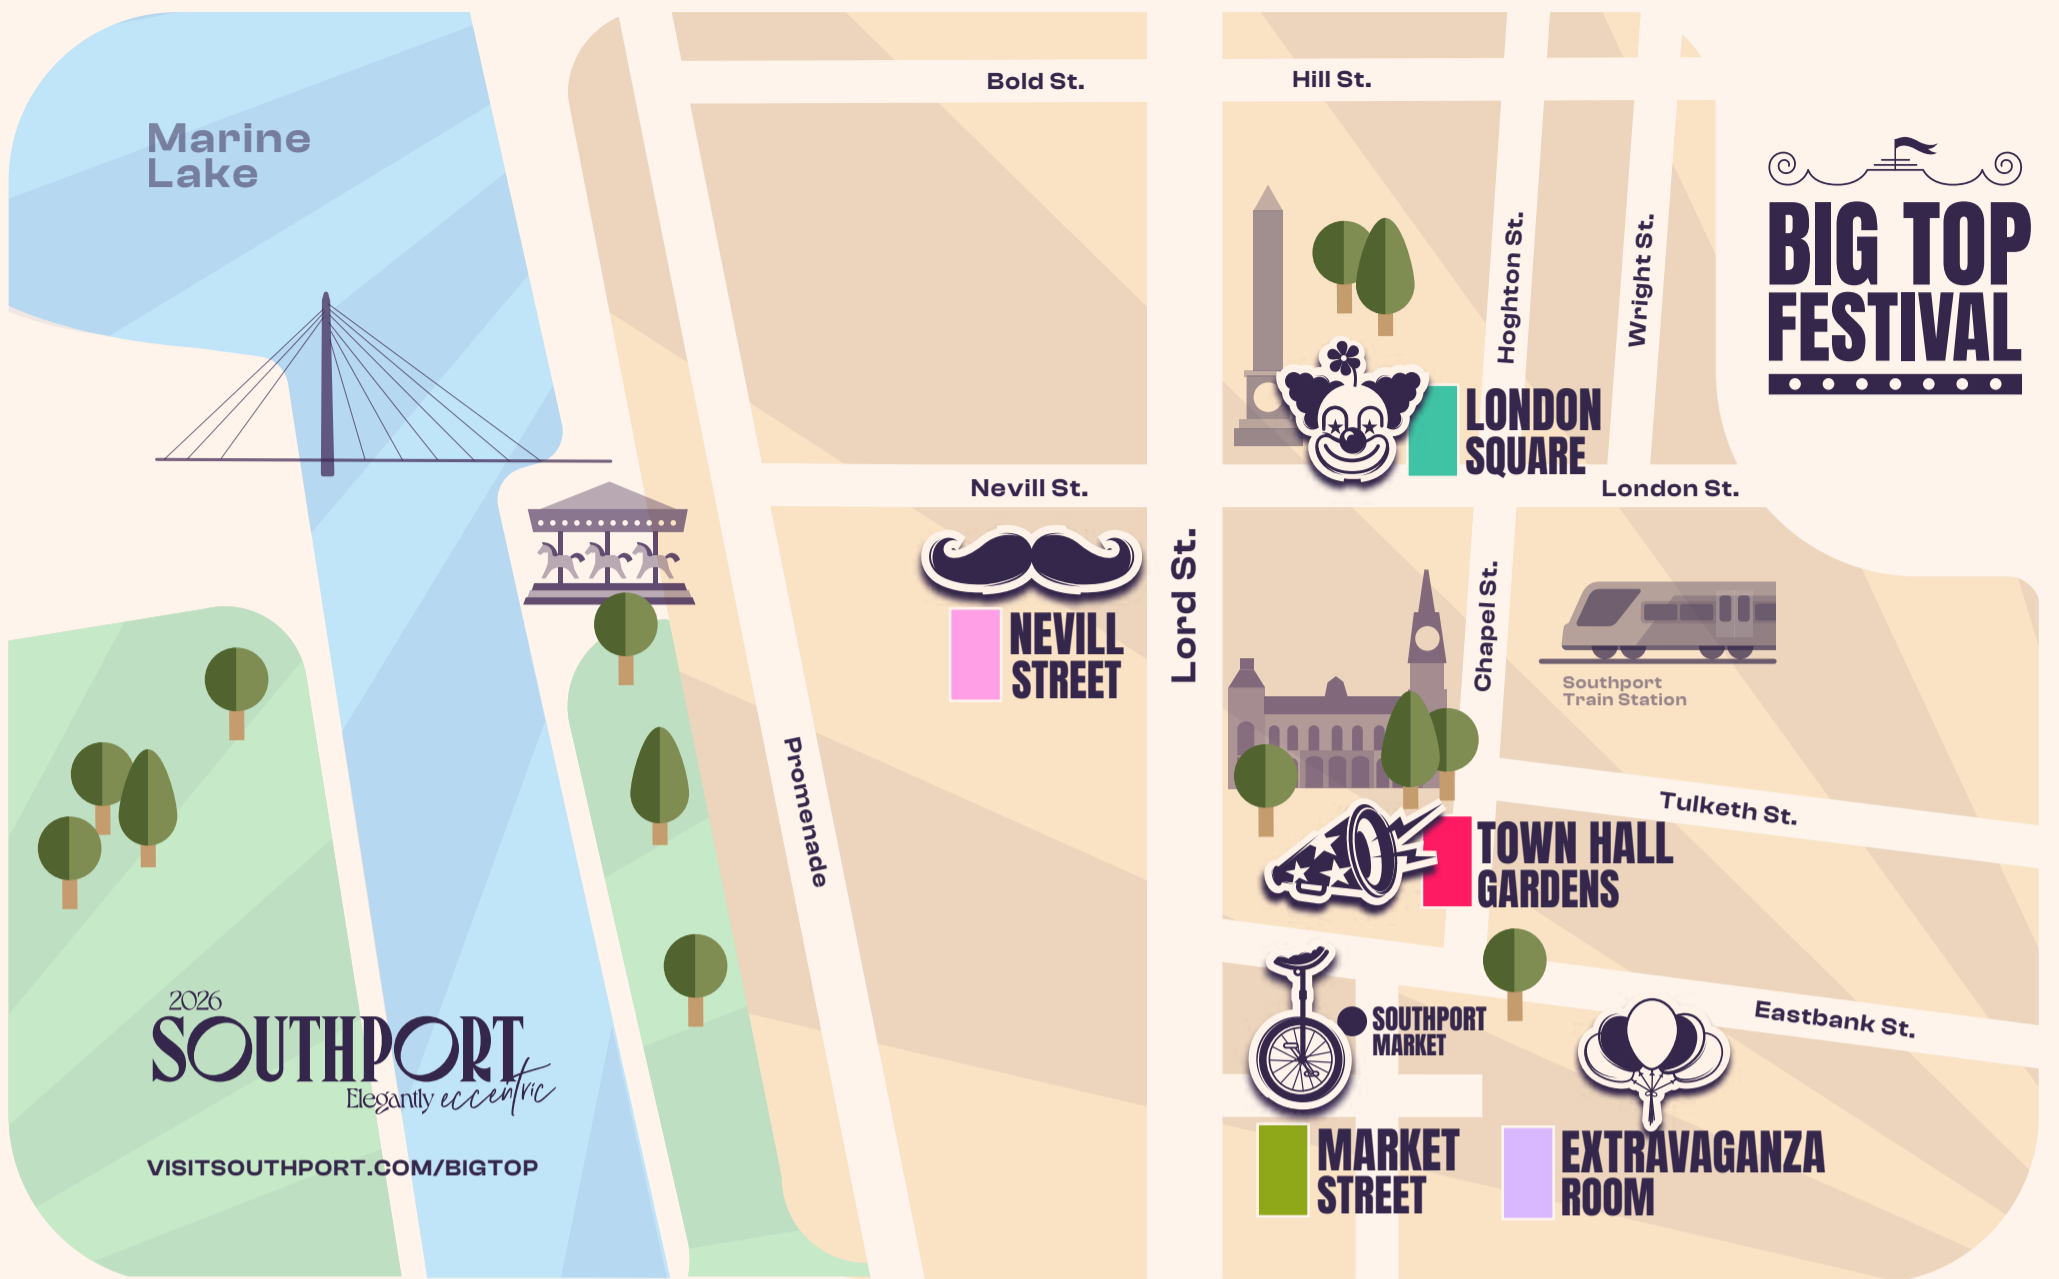 Bold St.
Hill St.
Marine
Lake
BIG TOP
FESTIVAL
Hoghton St.
Wright St.
LONDON
SQUARE
Nevill St.
London St.
Lord St.
NEVILL
STREET
Chapel St.
Southport
Train Station
Promenade
Tulketh St.
TOWN HALL
GARDENS
2026
SOUTHPORT
Elegantly eccentric
SOUTHPORT
MARKET
Eastbank St.
MARKET
STREET
EXTRAVAGANZA
ROOM
VISITSOUTHPORT.COM/BIGTOP